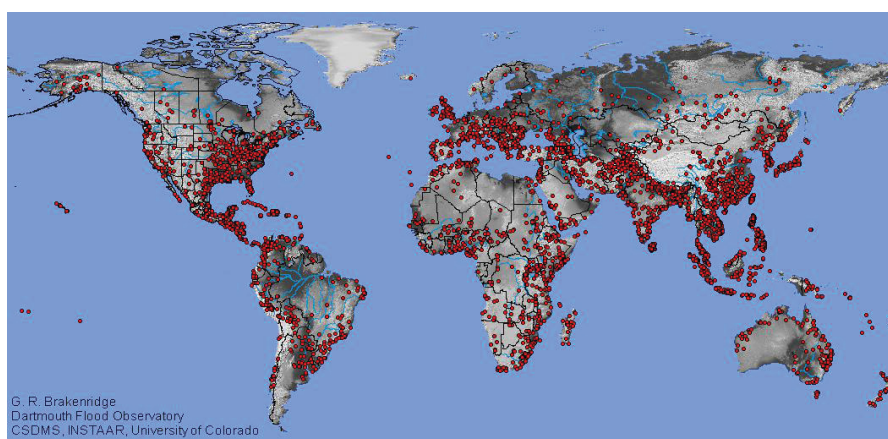 G. R. Brakenridge
Dartmouth Flood Observatory
CSDMS, INSTAAR, University of Colorado